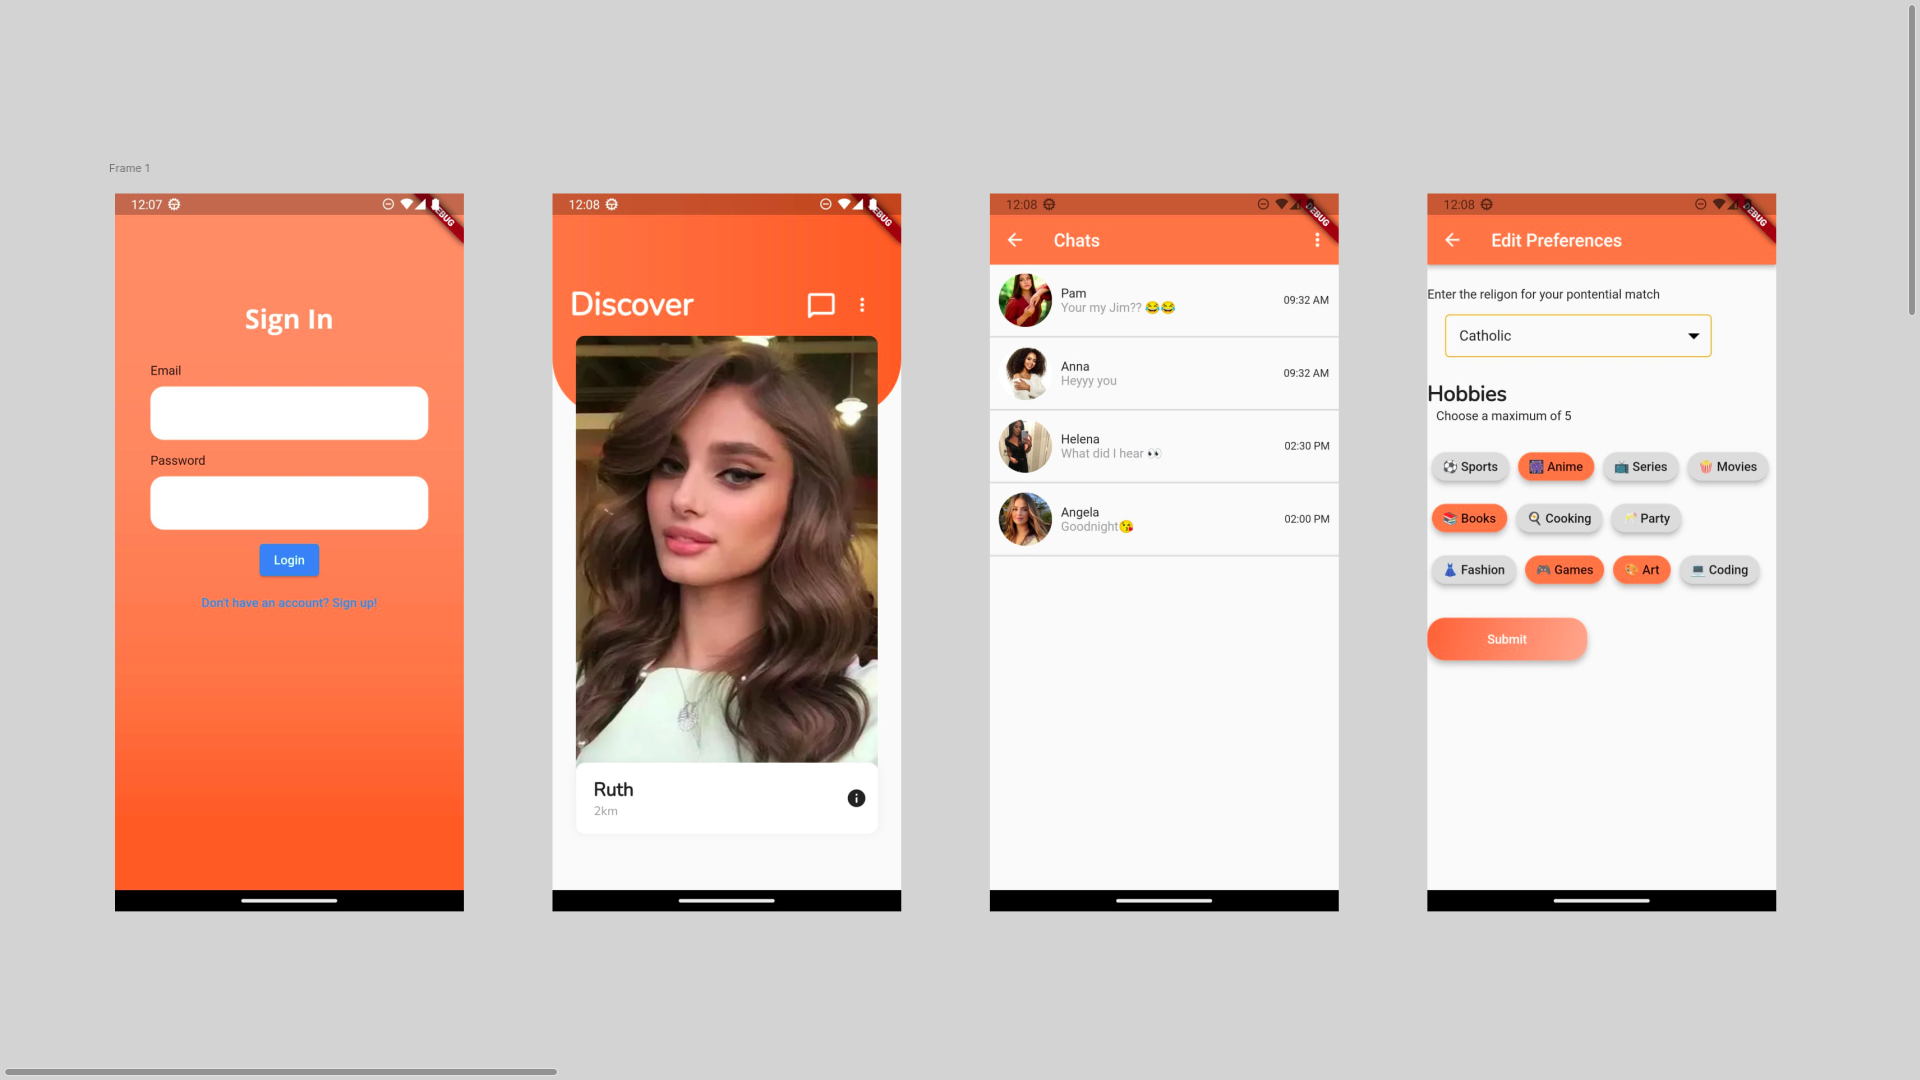 Frame 1
12:07
DEBUG
Sign In
Email
Password
Login
Don't have an account? Sign up!
12:08
DEBUG
Discover
Ruth
2km
12:08
DEBUG
Chats
Pam
Your my Jim?? 😂😂
09:32 AM
Anna
Heyyy you
09:32 AM
Helena
What did I hear 👀
02:30 PM
Angela
Goodnight😘
02:00 PM
12:08
DEBUG
Edit Preferences
Enter the religon for your pontential match
Catholic
Hobbies
Choose a maximum of 5
⚽ Sports 🎆 Anime 📺 Series 🍿 Movies
📚 Books 🍳 Cooking 🥂 Party
👗 Fashion 🎮 Games 🎨 Art 💻 Coding
Submit